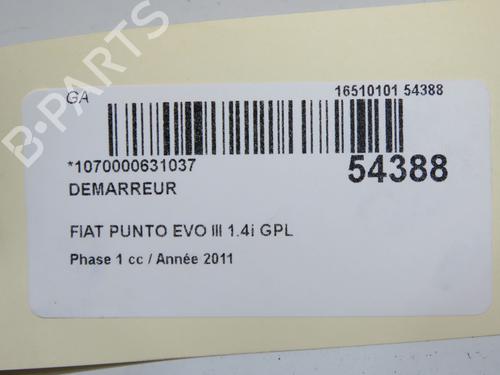 GA
16510101 54388
*1070000631037
54388
DEMARREUR
FIAT PUNTO EVO III 1.4i GPL
Phase 1 cc / Année 2011
B-PARTS